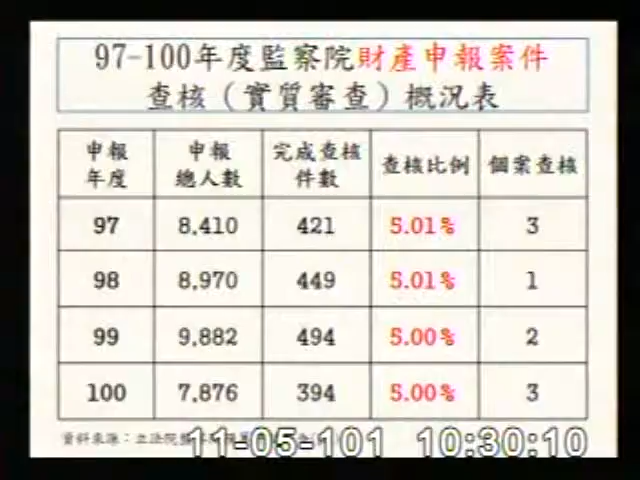 97-100年度監察院財產申報案件
查核(實質審查)概況表
申報年度 申報總人數 完成查核件數 查核比例 個案查核
97 8,410 421 5.01% 3
98 8,970 449 5.01% 1
99 9,882 494 5.00% 2
100 7,876 394 5.00% 3
資料來源：立法院
11-05-101 10:30:10